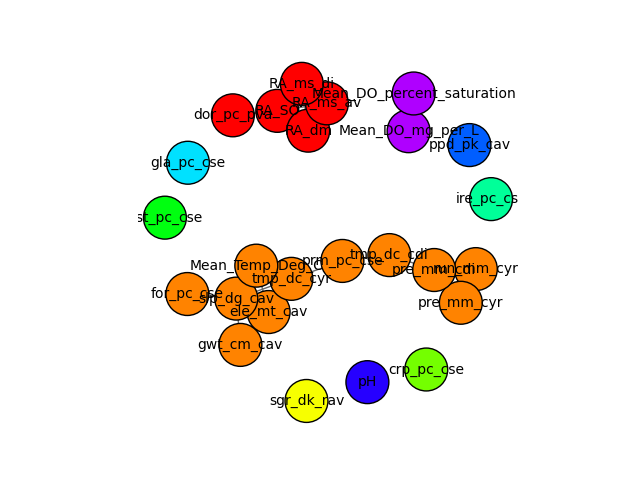 RA_ms_di
Mean_DO_percent_saturation
RA_ms_av
RA_SO
dor_pc_pva
RA_dm
Mean_DO_mg_per_L
ppd_pk_cav
gla_pc_cse
ire_pc_cs
st_pc_cse
tmp_dc_cdi
prm_pc_cse
Mean_Temp_Deg_C
pre_mm_cdi
run_mm_cyr
tmp_dc_cyr
for_pc_cse
slp_dg_cav
pre_mm_cyr
ele_mt_cav
gwt_cm_cav
crp_pc_cse
pH
sgr_dk_rav